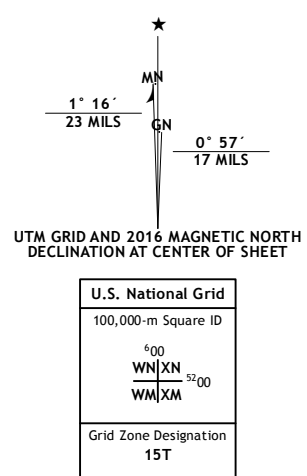 ★
MN
1° 16´
23 MILS
GN
0° 57´
17 MILS
UTM GRID AND 2016 MAGNETIC NORTH
DECLINATION AT CENTER OF SHEET
U.S. National Grid
100,000-m Square ID
⁶00
WN XN
⁵²00
WM XM
Grid Zone Designation
15T